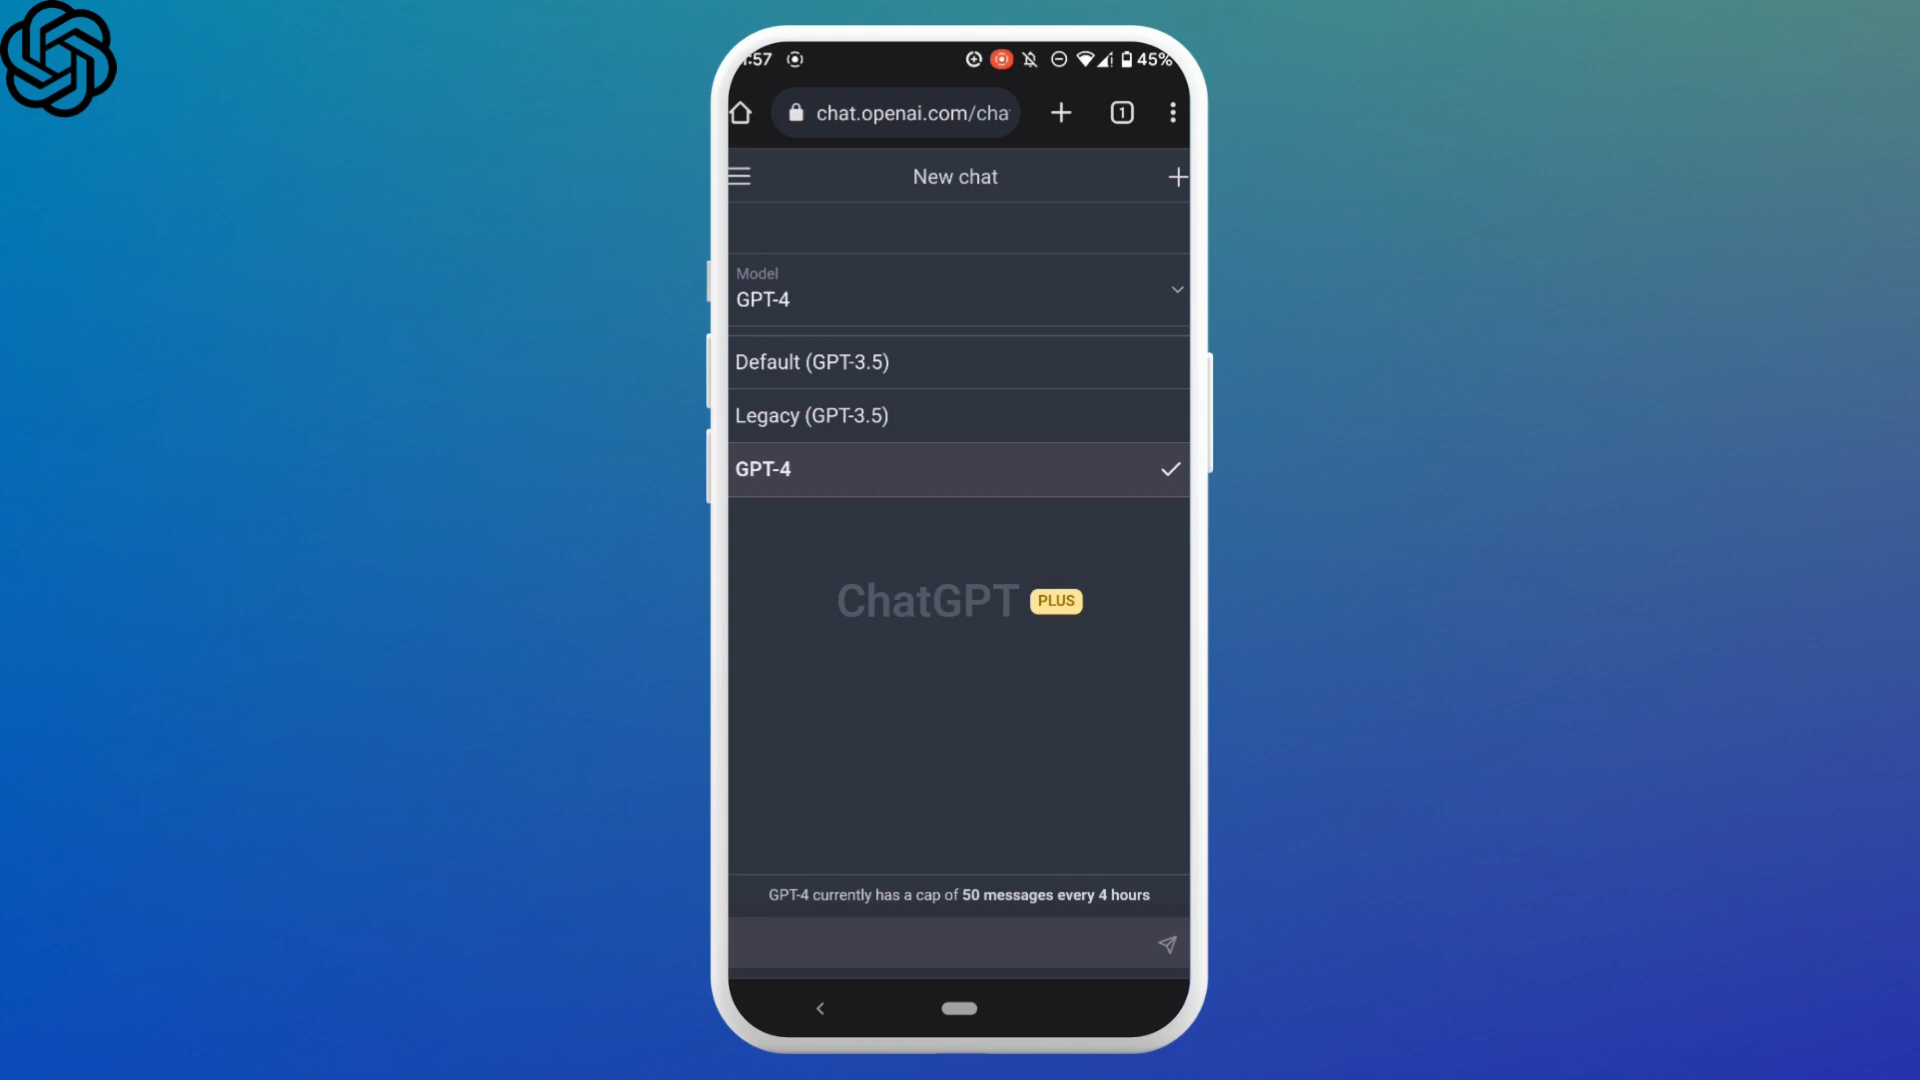 :57
45%
chat.openai.com/cha
1
New chat
Model
GPT-4
Default (GPT-3.5)
Legacy (GPT-3.5)
GPT-4
ChatGPT PLUS
GPT-4 currently has a cap of 50 messages every 4 hours